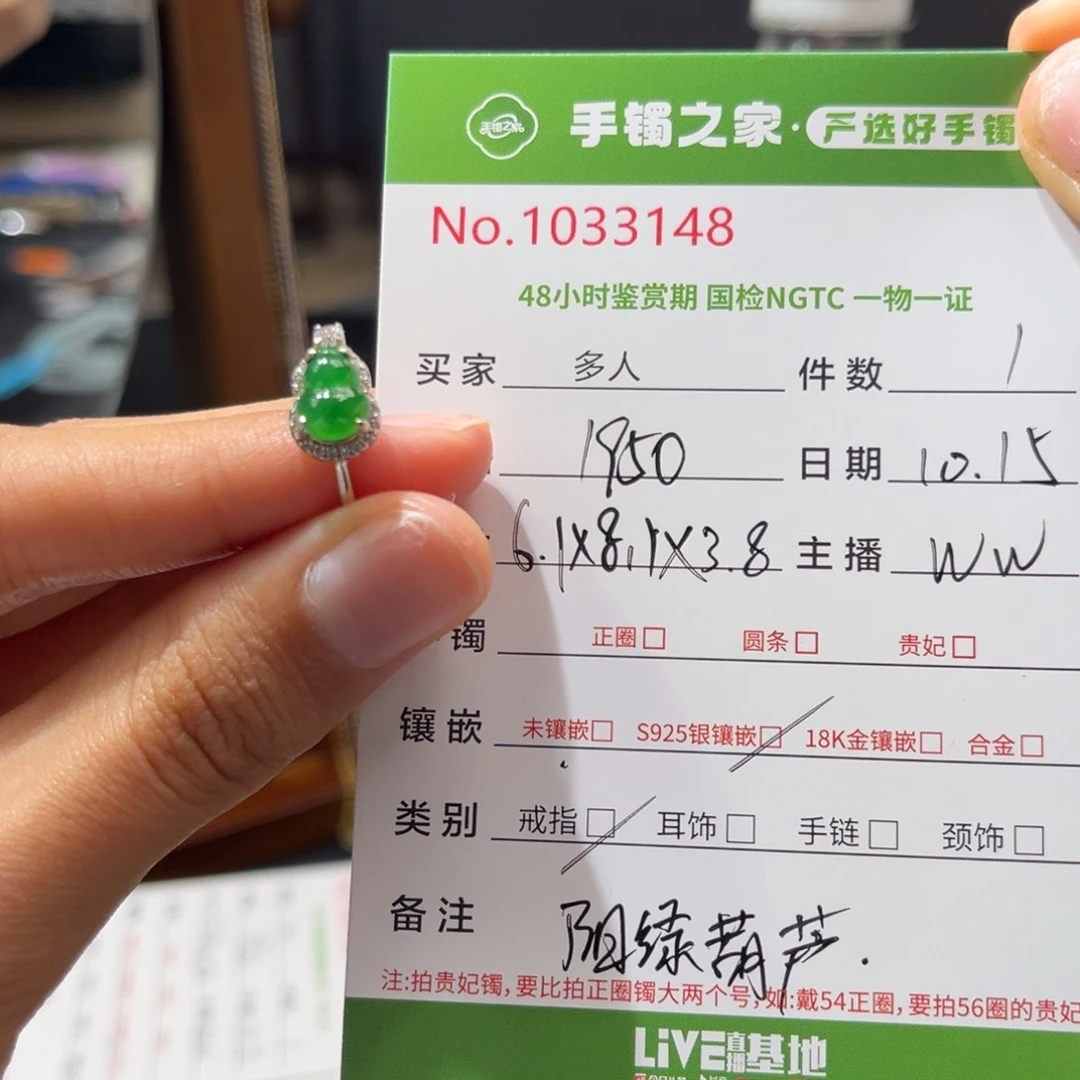 手镯之家
手镯之家·严选好手镯
No.1033148
48小时鉴赏期 国检NGTC 一物一证
买家 多人 件数 1
1950 日期 10.15
6.1X8.1X3.8 主播 WW
镯 正圈□ 圆条□ 贵妃□
镶嵌 未镶嵌□ S925银镶嵌□ 18K金镶嵌□ 合金□
类别 戒指□ 耳饰□ 手链□ 颈饰□
备注 阳绿葫芦.
注:拍贵妃镯,要比拍正圈镯大两个号,如:戴54正圈,要拍56圈的贵妃
LiVE直播基地